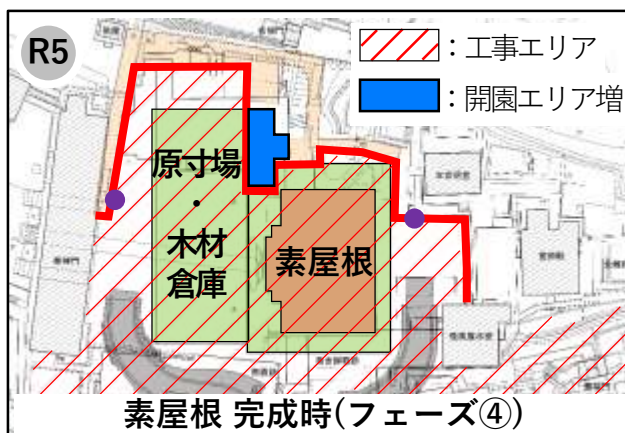 R5
：工事エリア
：開園エリア増
原寸場
・
木材
倉庫
素屋根
素屋根 完成時(フェーズ④)